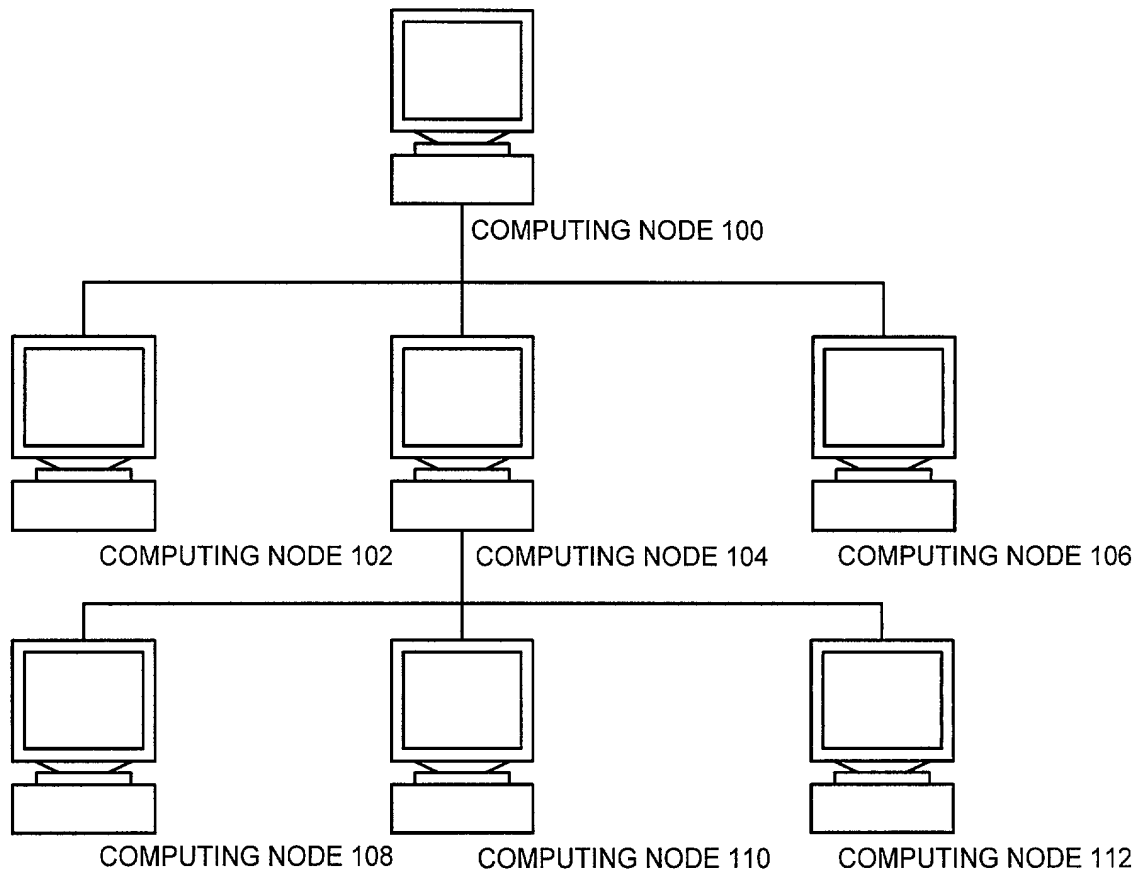 COMPUTING NODE 100
COMPUTING NODE 102
COMPUTING NODE 104
COMPUTING NODE 106
COMPUTING NODE 108
COMPUTING NODE 110
COMPUTING NODE 112